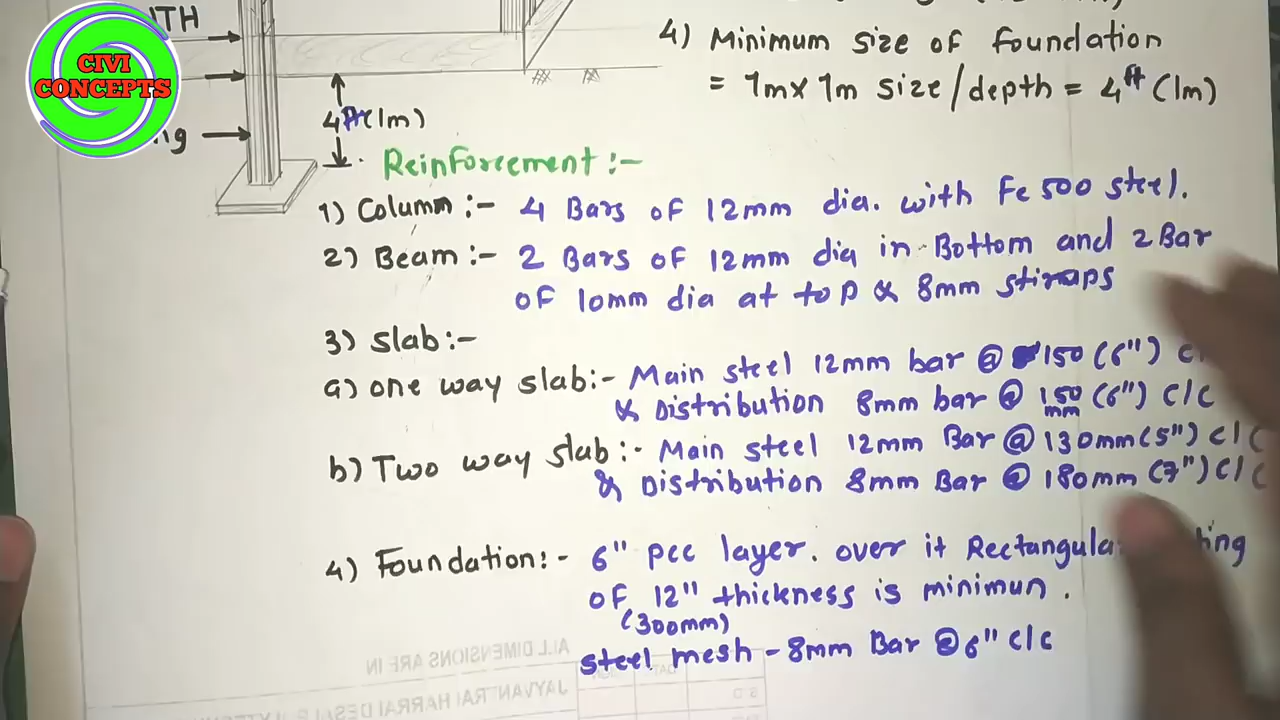 CIVI
CONCEPTS
4) Minimum size of foundation
= 1m x 1m size/depth = 4ft (1m)
4ft (1m)
Reinforcement:-
1) Column:- 4 Bars of 12mm dia. with Fe 500 steel.
2) Beam:- 2 Bars of 12mm dia in Bottom and 2 Bar
of 10mm dia at top & 8mm stirraps
3) Slab:-
a) one way slab:- Main steel 12mm bar @ 150 (6")
& Distribution 8mm bar @ 150 mm (6") c/c
b) Two way slab:- Main steel 12mm Bar @ 130mm (5") c/c
& Distribution 8mm Bar @ 180mm (7") c/c
4) Foundation:- 6" pcc layer. over it
of 12" thickness is minimun.
(300mm)
steel mesh - 8mm Bar @ 6" c/c
ALL DIMENSIONS ARE IN